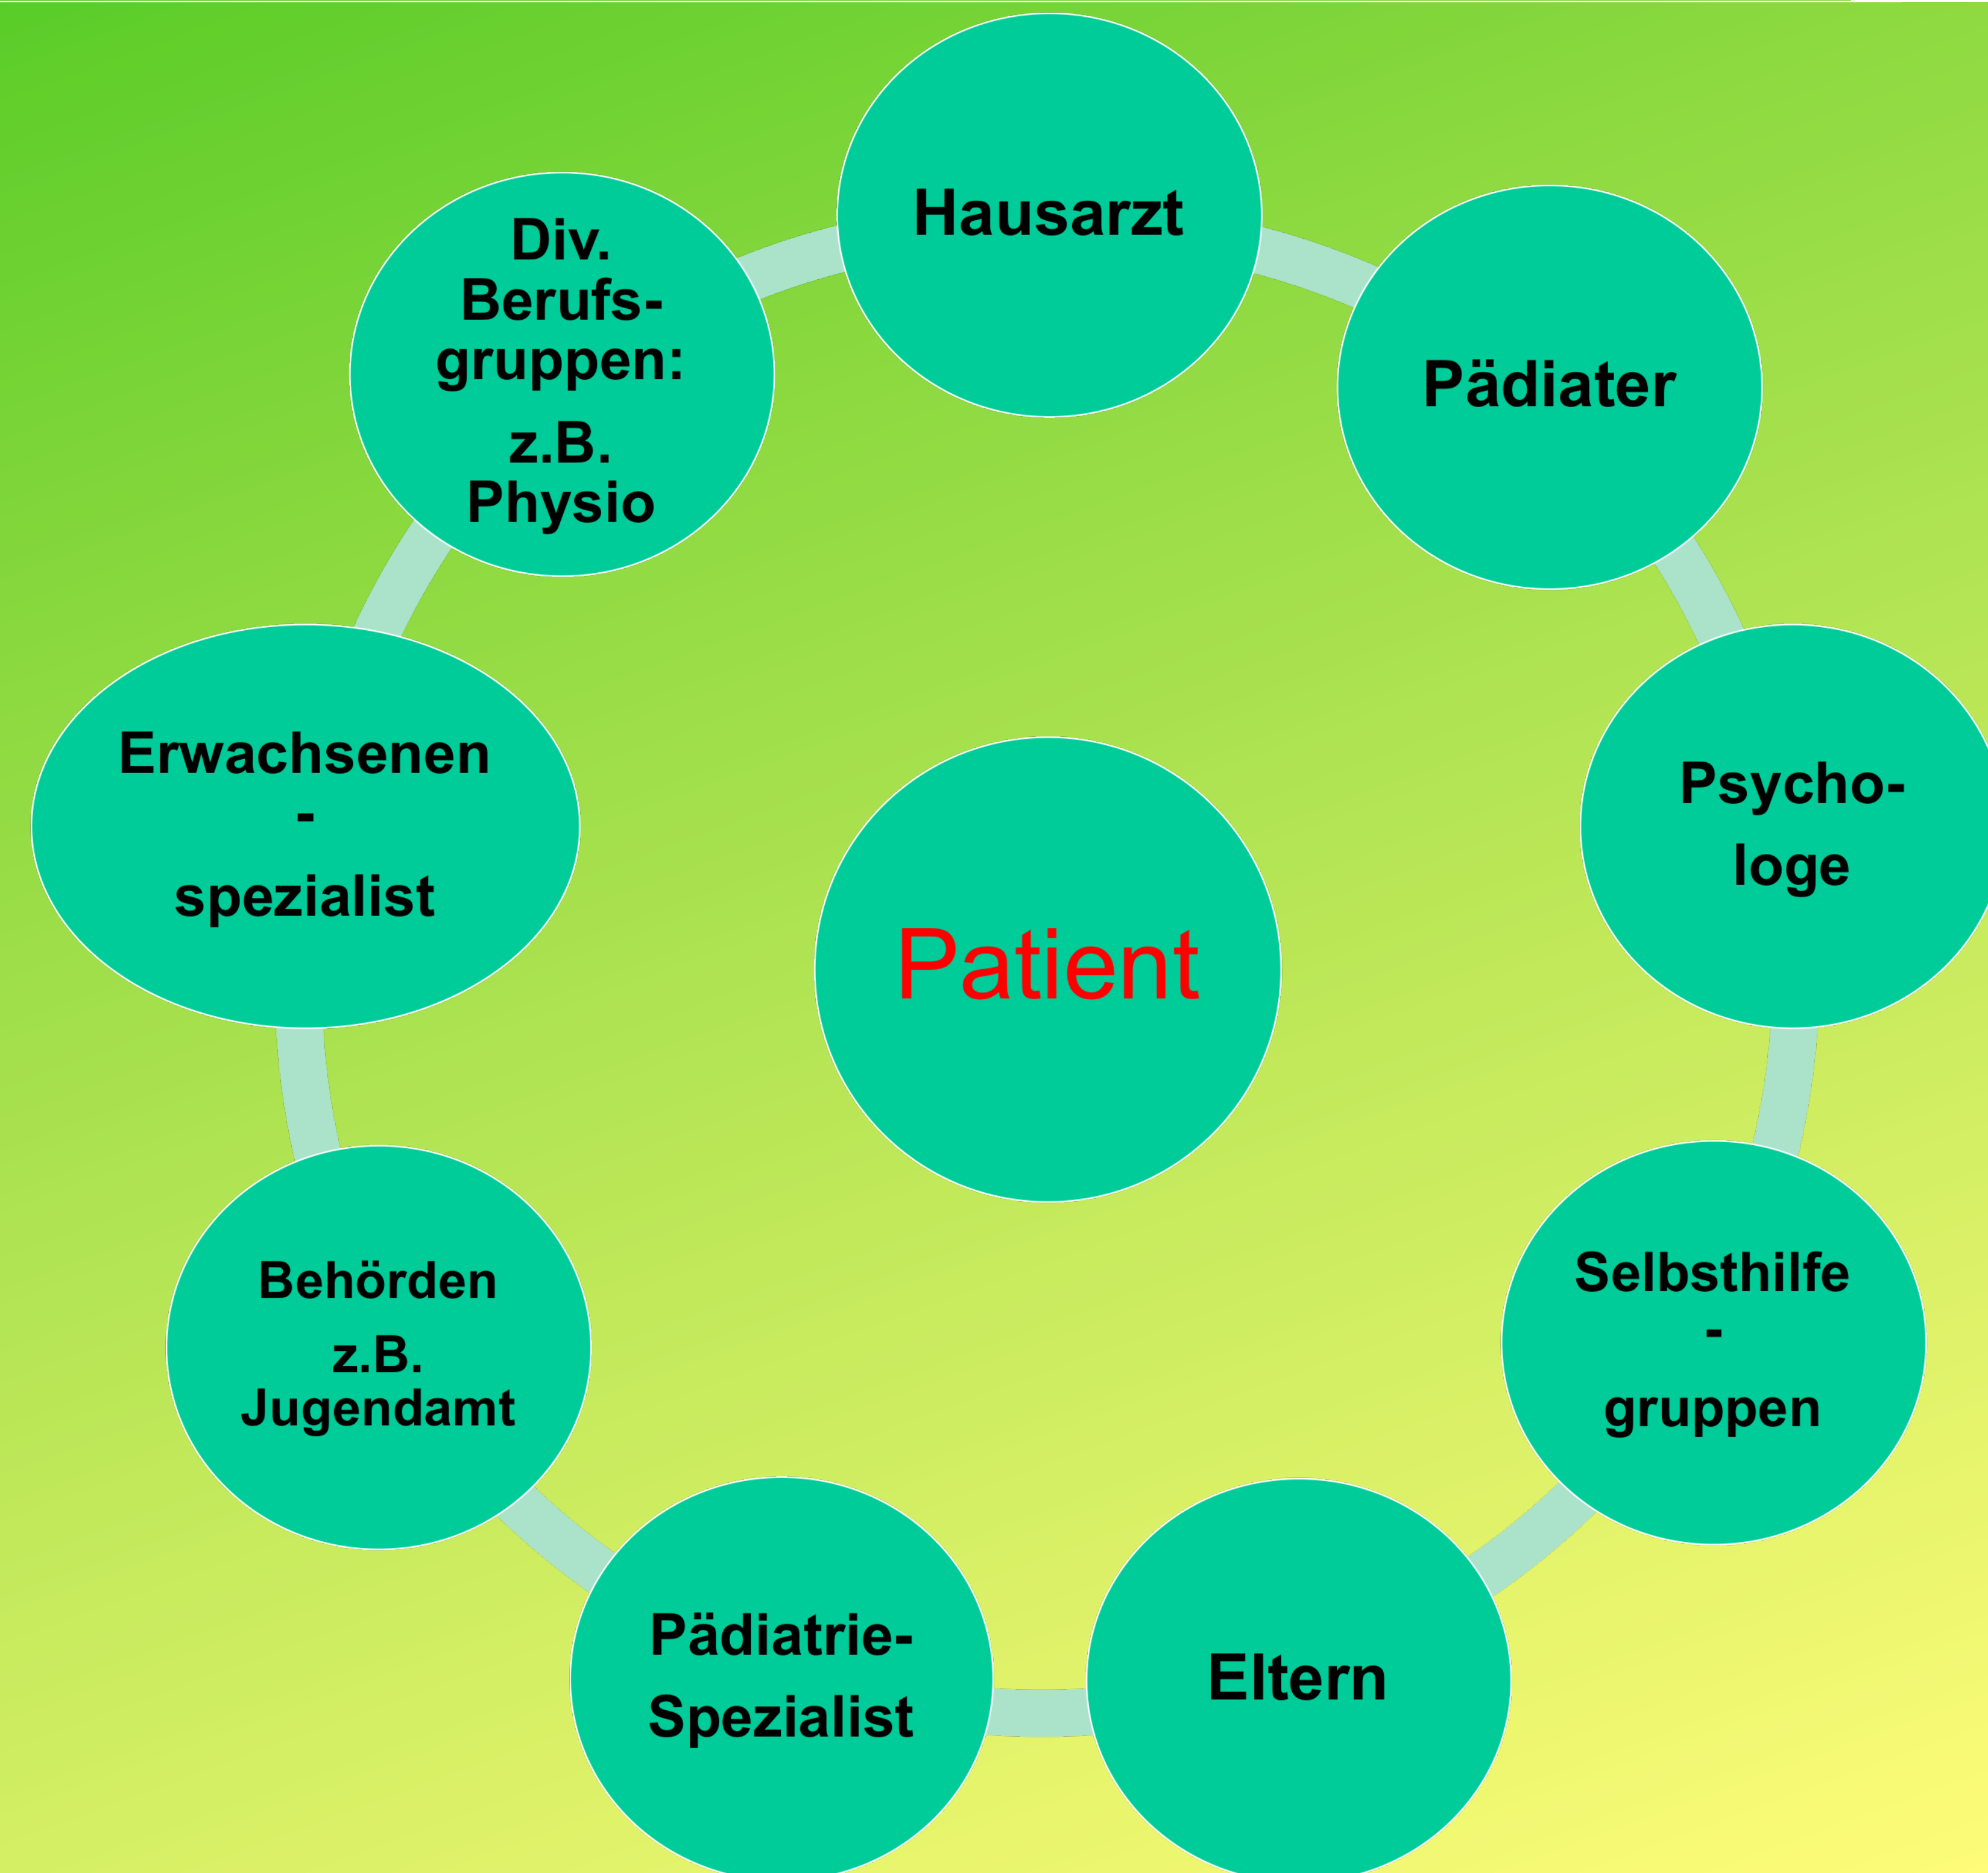 Hausarzt
Pädiater
Psycho-
loge
Selbsthilfe
-
gruppen
Eltern
Pädiatrie-
Spezialist
Behörden
z.B.
Jugendamt
Erwachsenen
-
spezialist
Div.
Berufs-
gruppen:
z.B.
Physio
Patient